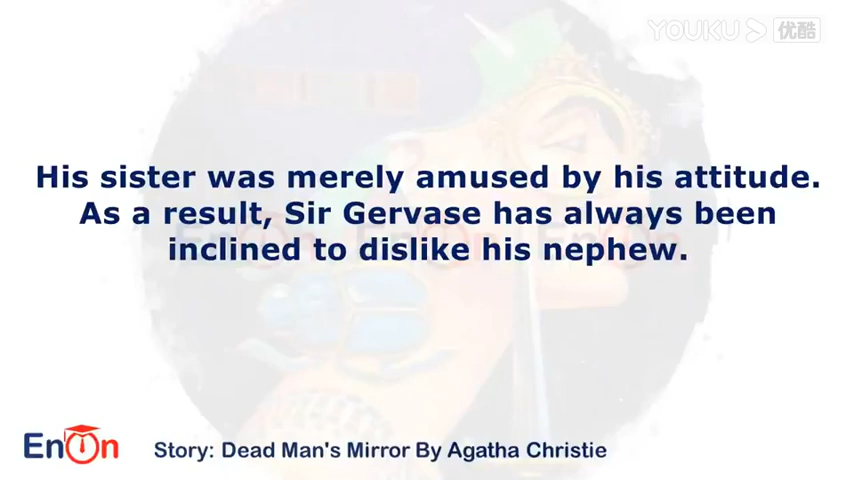 YOUKU 优酷
His sister was merely amused by his attitude.
As a result, Sir Gervase has always been
inclined to dislike his nephew.
EnOn
Story: Dead Man's Mirror By Agatha Christie